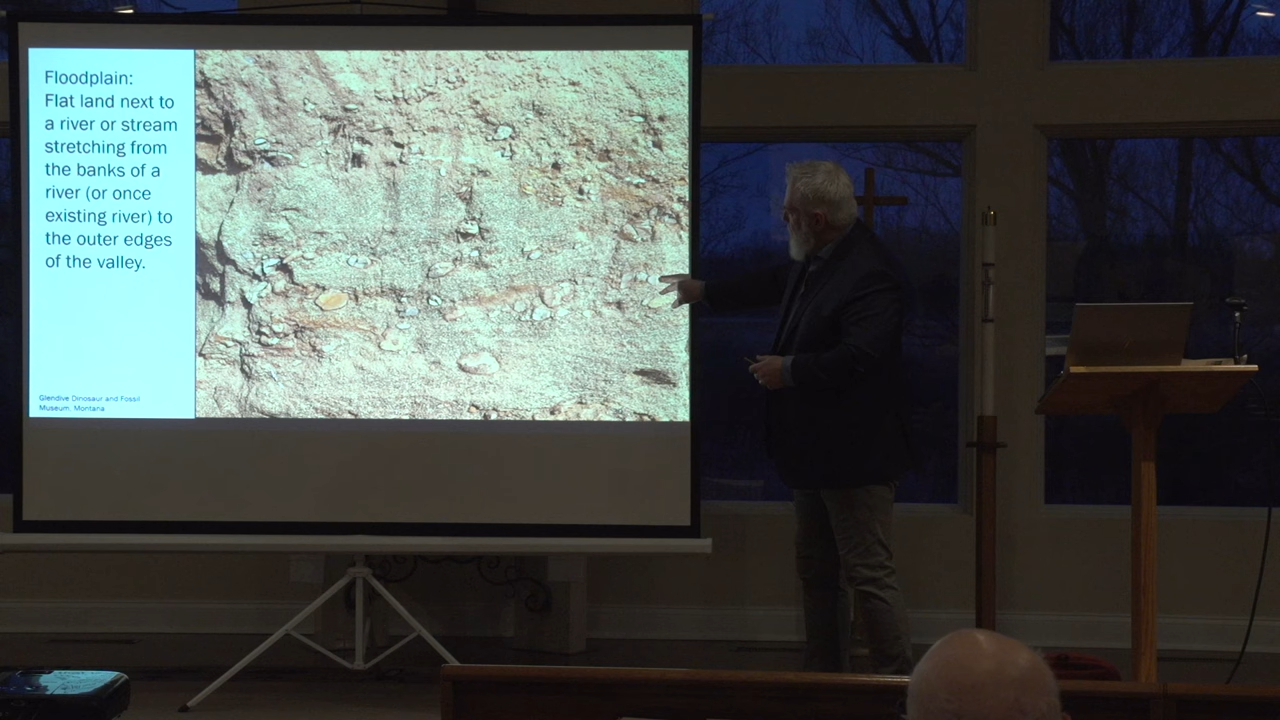 Floodplain:
Flat land next to
a river or stream
stretching from
the banks of a
river (or once
existing river) to
the outer edges
of the valley.
Glendive Dinosaur and Fossil
Museum, Montana